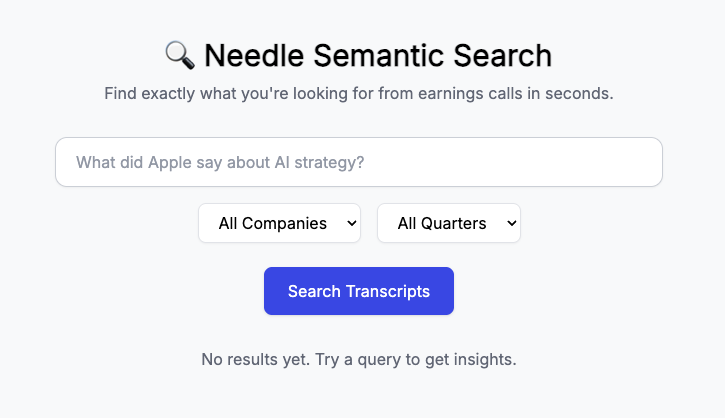 🔍 Needle Semantic Search
Find exactly what you're looking for from earnings calls in seconds.
What did Apple say about AI strategy?
All Companies All Quarters
Search Transcripts
No results yet. Try a query to get insights.